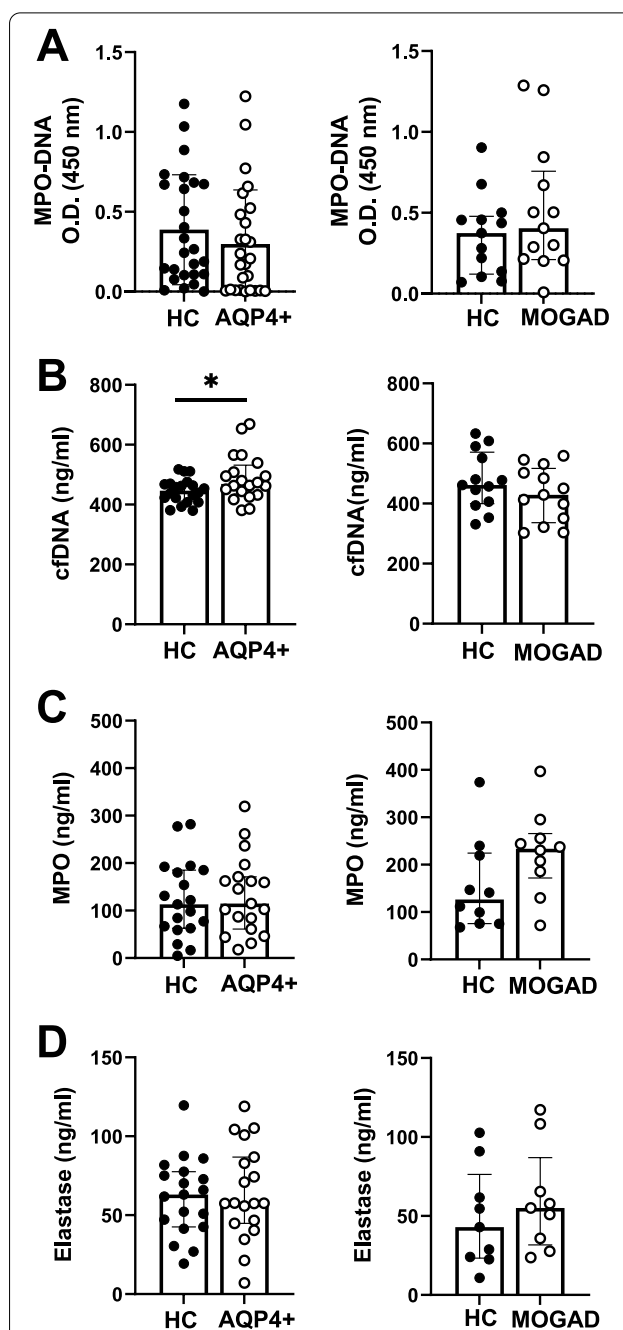 A
MPO-DNA
O.D. (450 nm)
1.5
1.0
0.5
0.0
HC
AQP4+
MPO-DNA
O.D. (450 nm)
1.5
1.0
0.5
0.0
HC
MOGAD
B
cfDNA (ng/ml)
800
600
400
200
0
*
HC
AQP4+
cfDNA(ng/ml)
800
600
400
200
0
HC
MOGAD
C
MPO (ng/ml)
500
400
300
200
100
0
HC
AQP4+
MPO (ng/ml)
500
400
300
200
100
0
HC
MOGAD
D
Elastase (ng/ml)
150
100
50
0
HC
AQP4+
Elastase (ng/ml)
150
100
50
0
HC
MOGAD